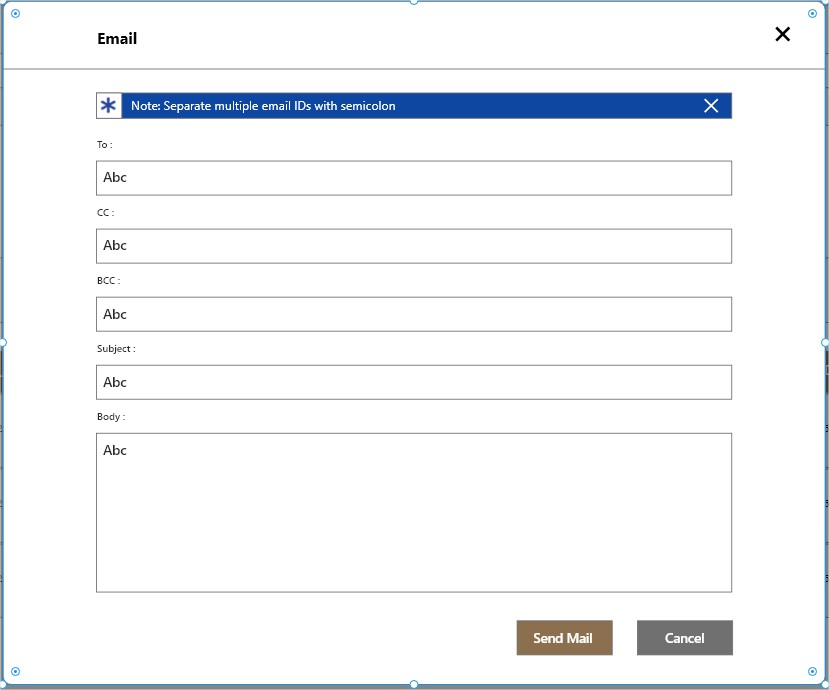 Email
Note: Separate multiple email IDs with semicolon
To :
Abc
CC :
Abc
BCC :
Abc
Subject :
Abc
Body :
Abc
Send Mail
Cancel